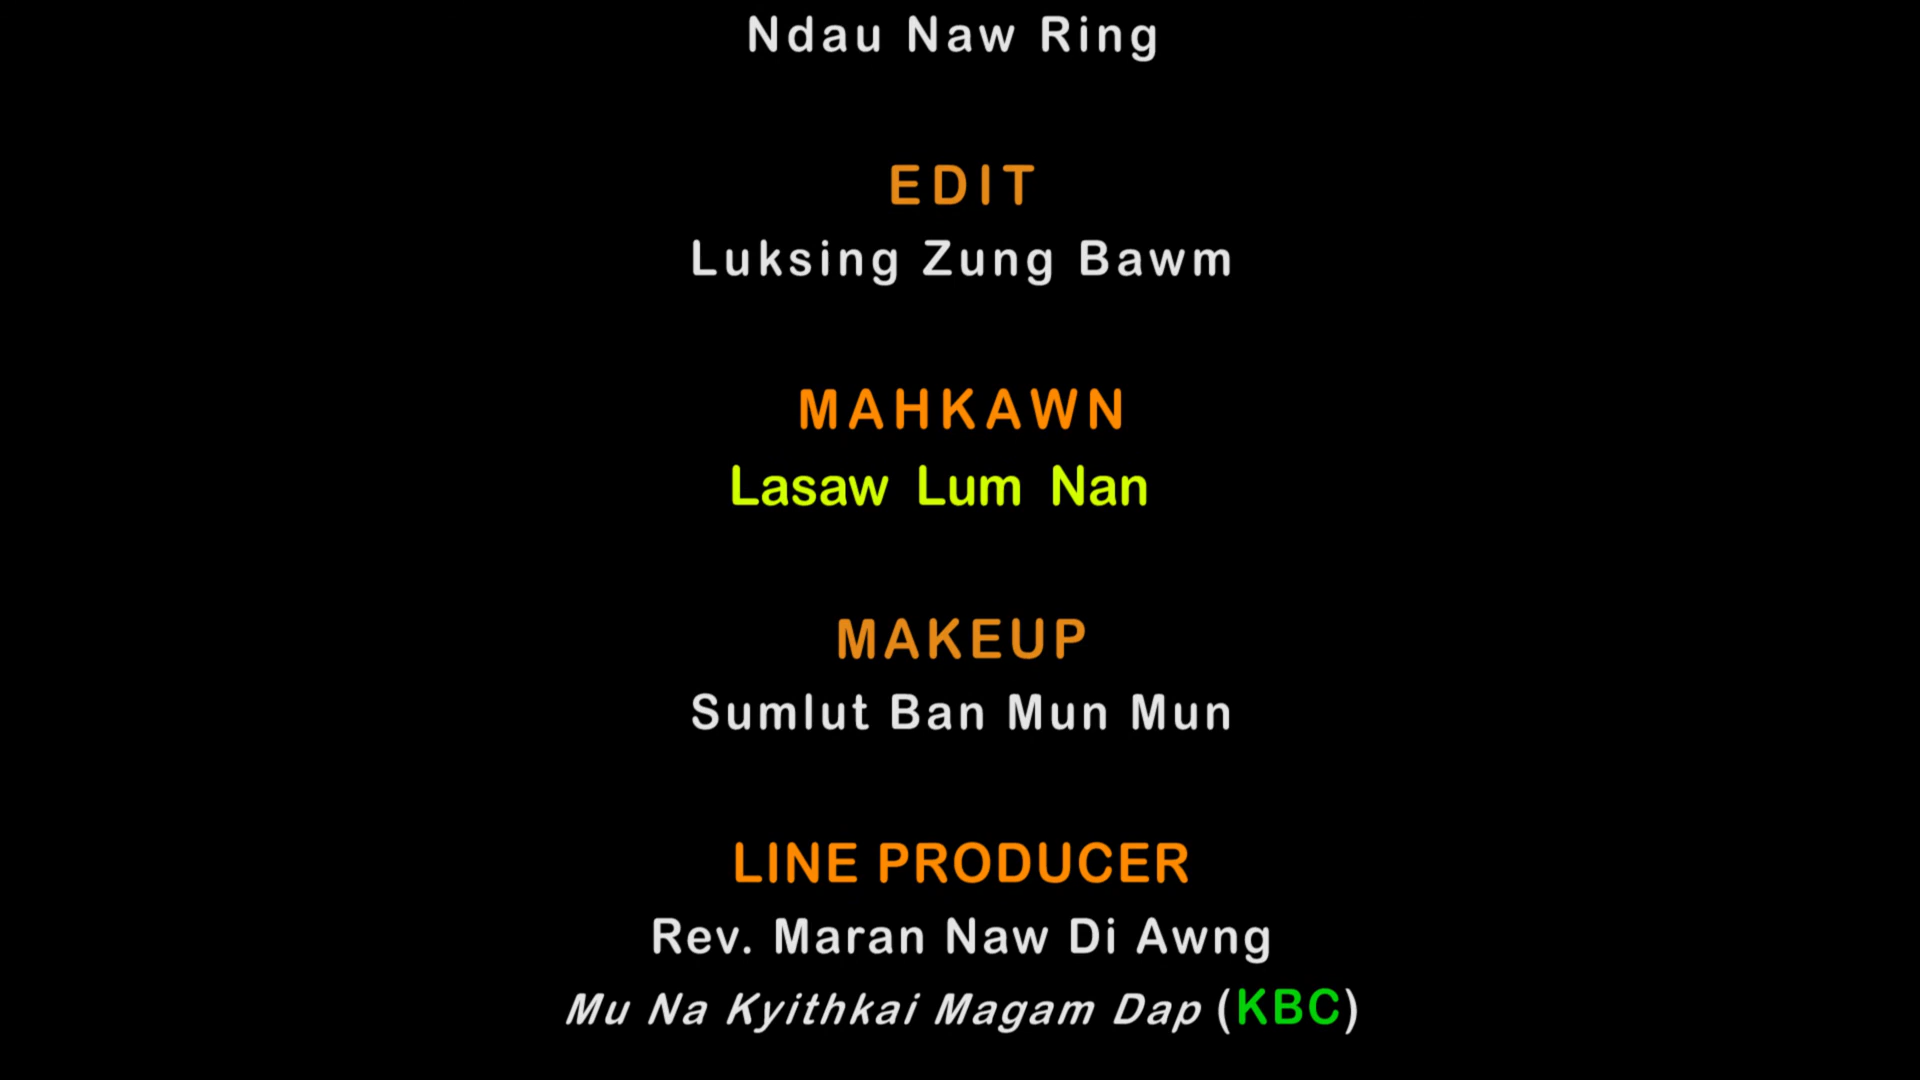 Ndau Naw Ring
EDIT
Luksing Zung Bawm
MAHKAWN
Lasaw Lum Nan
MAKEUP
Sumlut Ban Mun Mun
LINE PRODUCER
Rev. Maran Naw Di Awng
Mu Na Kyithkai Magam Dap (KBC)